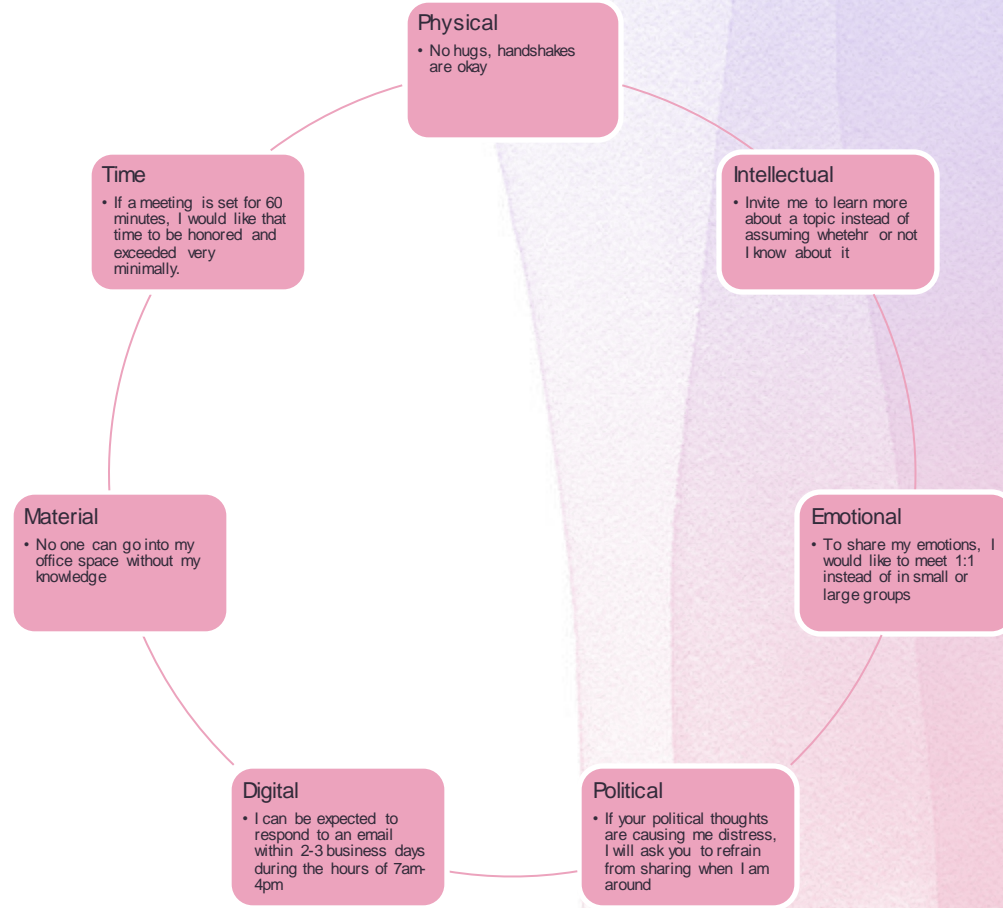 Physical
• No hugs, handshakes
are okay
Intellectual
• Invite me to learn more
about a topic instead of
assuming whetehr or not
I know about it
Emotional
• To share my emotions, I
would like to meet 1:1
instead of in small or
large groups
Political
• If your political thoughts
are causing me distress,
I will ask you to refrain
from sharing when I am
around
Digital
• I can be expected to
respond to an email
within 2-3 business days
during the hours of 7am-
4pm
Material
• No one can go into my
office space without my
knowledge
Time
• If a meeting is set for 60
minutes, I would like that
time to be honored and
exceeded very
minimally.